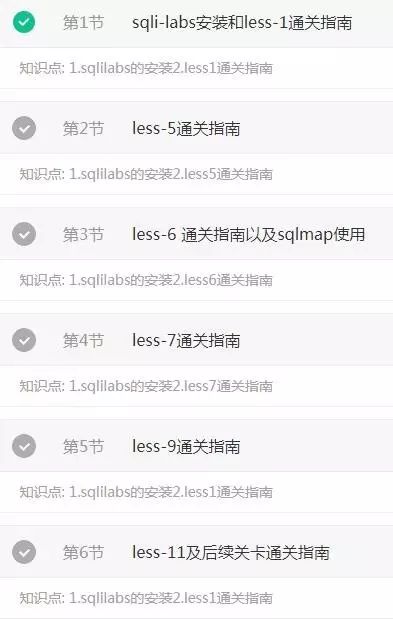 第1节 sqli-labs安装和less-1通关指南
知识点: 1.sqlilabs的安装2.less1通关指南
第2节 less-5通关指南
知识点: 1.sqlilabs的安装2.less5通关指南
第3节 less-6 通关指南以及sqlmap使用
知识点: 1.sqlilabs的安装2.less6通关指南
第4节 less-7通关指南
知识点: 1.sqlilabs的安装2.less7通关指南
第5节 less-9通关指南
知识点: 1.sqlilabs的安装2.less1通关指南
第6节 less-11及后续关卡通关指南
知识点: 1.sqlilabs的安装2.less1通关指南